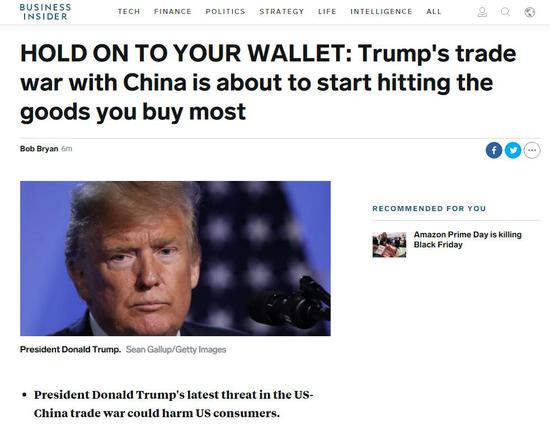 BUSINESS
INSIDER
TECH FINANCE POLITICS STRATEGY LIFE INTELLIGENCE ALL
HOLD ON TO YOUR WALLET: Trump's trade
war with China is about to start hitting the
goods you buy most
Bob Bryan 6m
President Donald Trump. Sean Gallup/Getty Images
• President Donald Trump's latest threat in the US-
China trade war could harm US consumers.
RECOMMENDED FOR YOU
Amazon Prime Day is killing
Black Friday